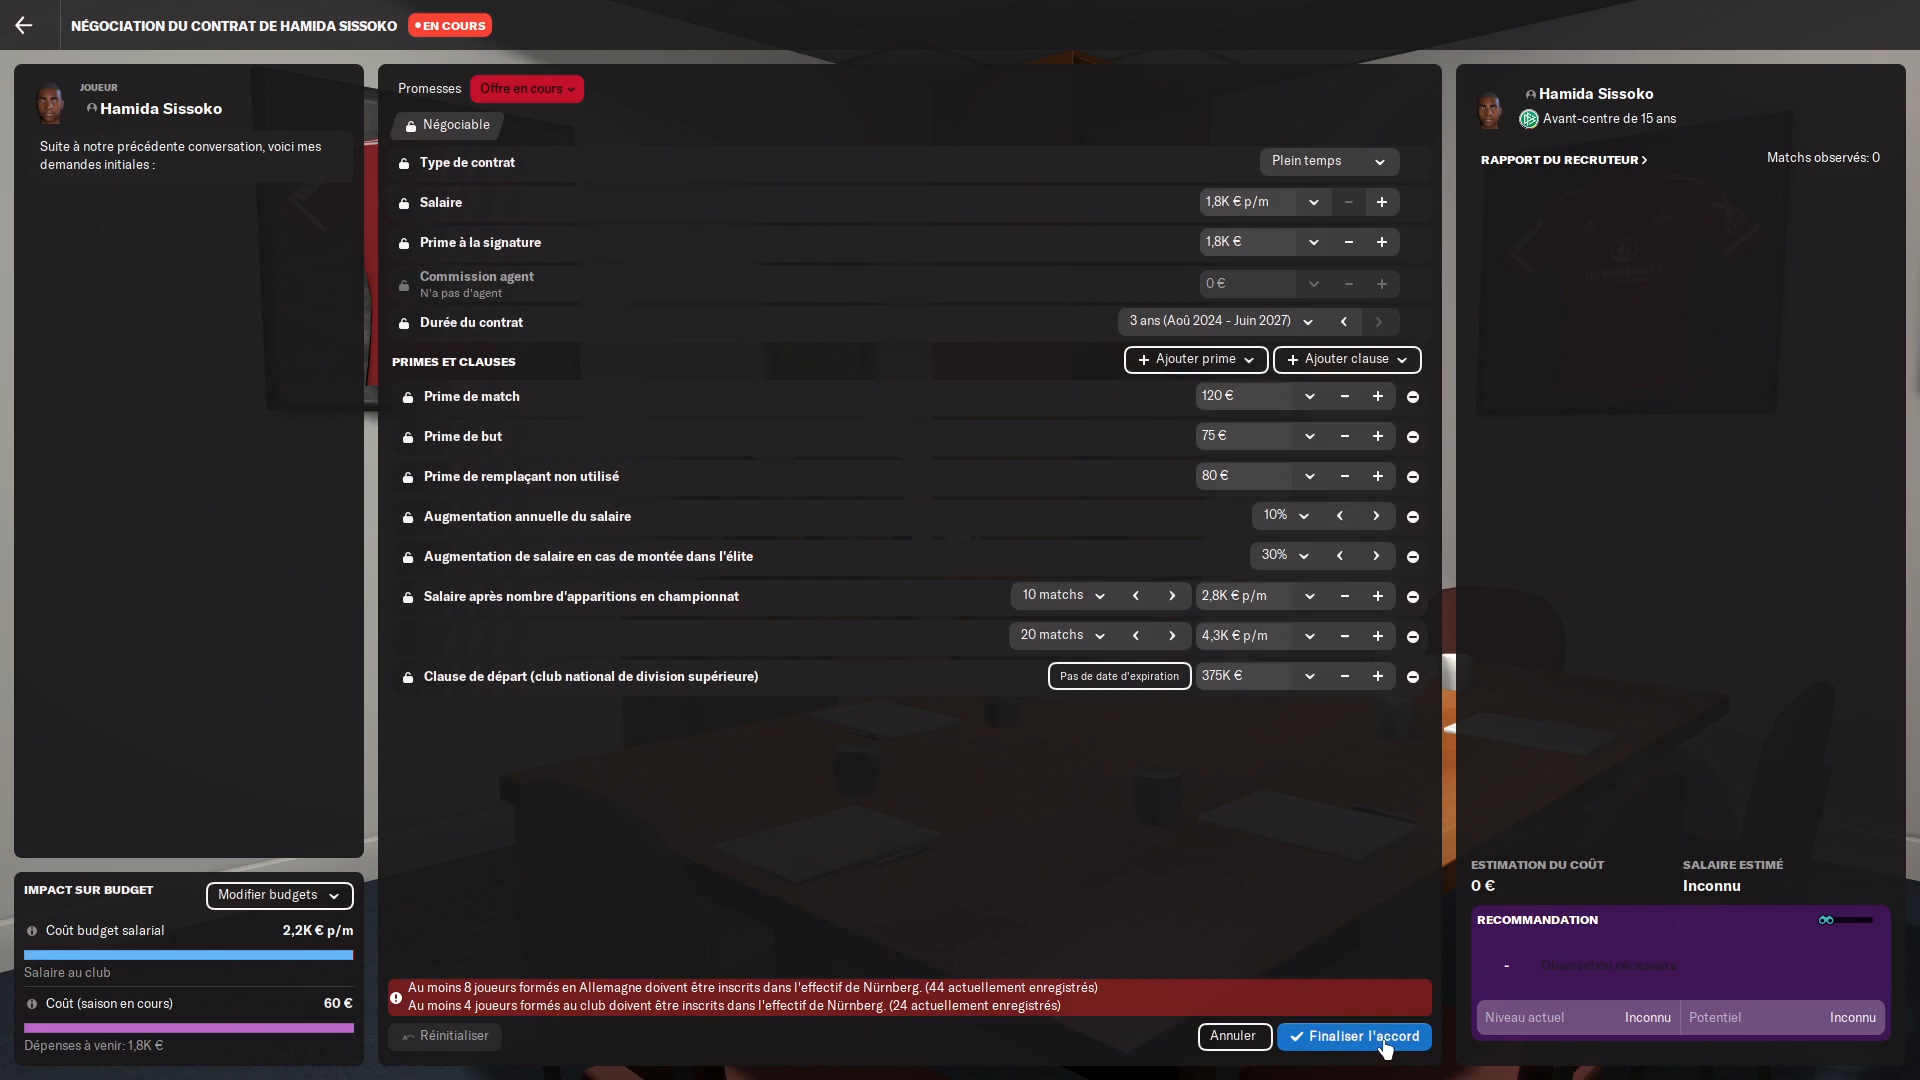 NÉGOCIATION DU CONTRAT DE HAMIDA SISSOKO
EN COURS
JOUEUR
Hamida Sissoko
Suite à notre précédente conversation, voici mes
demandes initiales :
Promesses
Offre en cours
Négociable
Type de contrat
Plein temps
Salaire
1,8K € p/m
Prime à la signature
1,8K €
Commission agent
N'a pas d'agent
0 €
Durée du contrat
3 ans (Aoû 2024 - Juin 2027)
PRIMES ET CLAUSES
Ajouter prime
Ajouter clause
Prime de match
120 €
Prime de but
75 €
Prime de remplaçant non utilisé
80 €
Augmentation annuelle du salaire
10%
Augmentation de salaire en cas de montée dans l'élite
30%
Salaire après nombre d'apparitions en championnat
10 matchs
2,8K € p/m
20 matchs
4,3K € p/m
Clause de départ (club national de division supérieure)
Pas de date d'expiration
375K €
Hamida Sissoko
Avant-centre de 15 ans
RAPPORT DU RECRUTEUR >
Matchs observés: 0
ESTIMATION DU COÛT
0 €
SALAIRE ESTIMÉ
Inconnu
RECOMMANDATION
- Observation nécessaire
Niveau actuel
Inconnu
Potentiel
Inconnu
IMPACT SUR BUDGET
Modifier budgets
Coût budget salarial
2,2K € p/m
Salaire au club
Coût (saison en cours)
60 €
Dépenses à venir: 1,8K €
Au moins 8 joueurs formés en Allemagne doivent être inscrits dans l'effectif de Nürnberg. (44 actuellement enregistrés)
Au moins 4 joueurs formés au club doivent être inscrits dans l'effectif de Nürnberg. (24 actuellement enregistrés)
Réinitialiser
Annuler
Finaliser l'accord